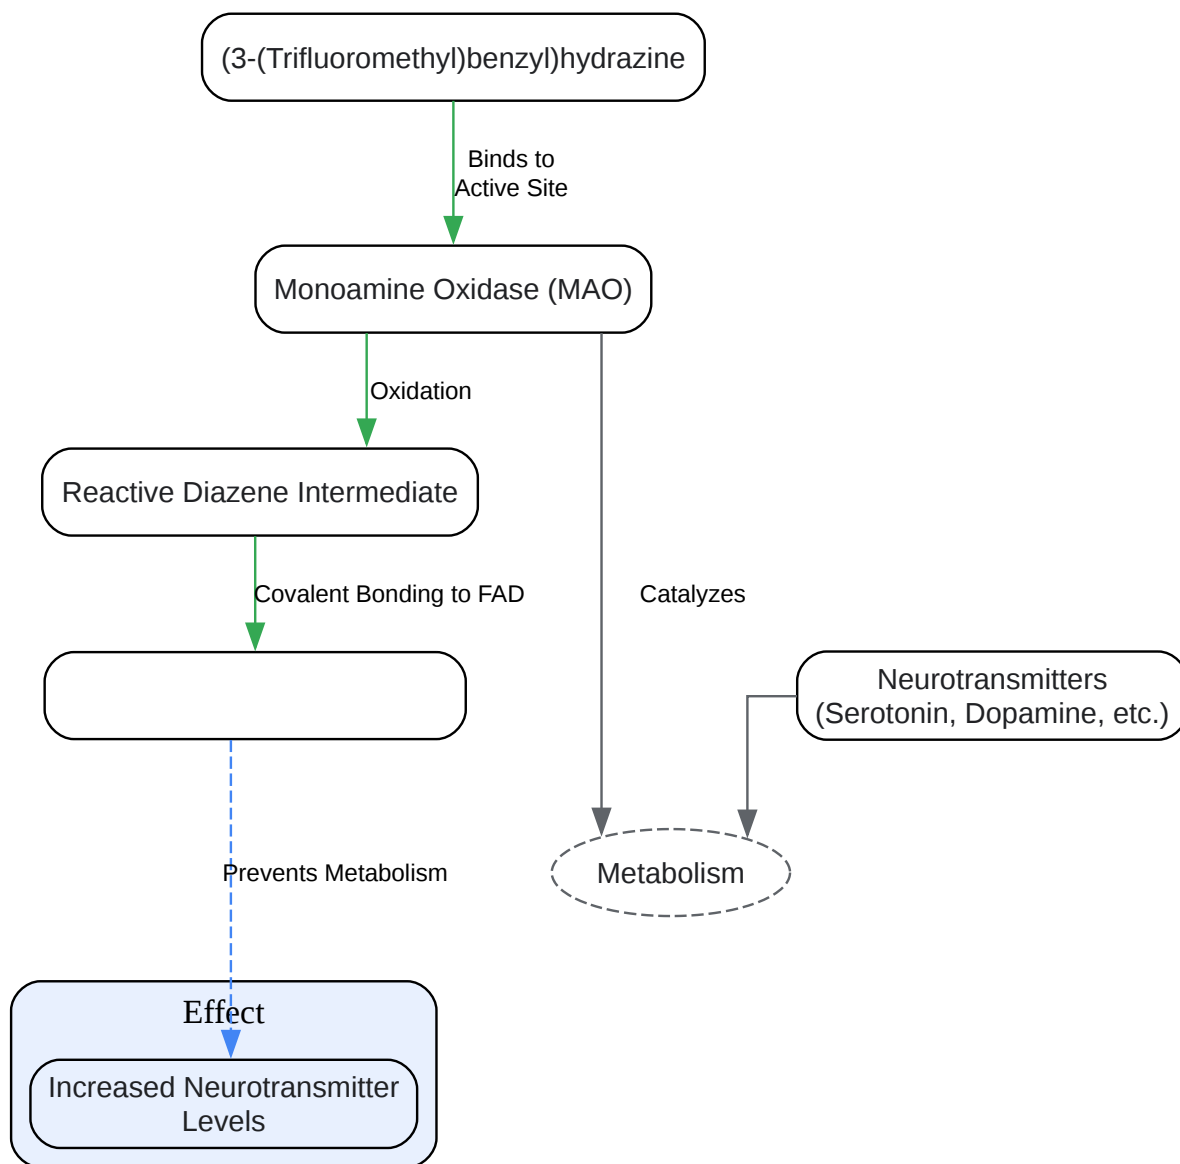 (3-(Trifluoromethyl)benzyl)hydrazine
Binds to
Active Site
Monoamine Oxidase (MAO)
Oxidation
Reactive Diazene Intermediate
Covalent Bonding to FAD
Catalyzes
Neurotransmitters
(Serotonin, Dopamine, etc.)
Prevents Metabolism
Metabolism
Effect
Increased Neurotransmitter
Levels